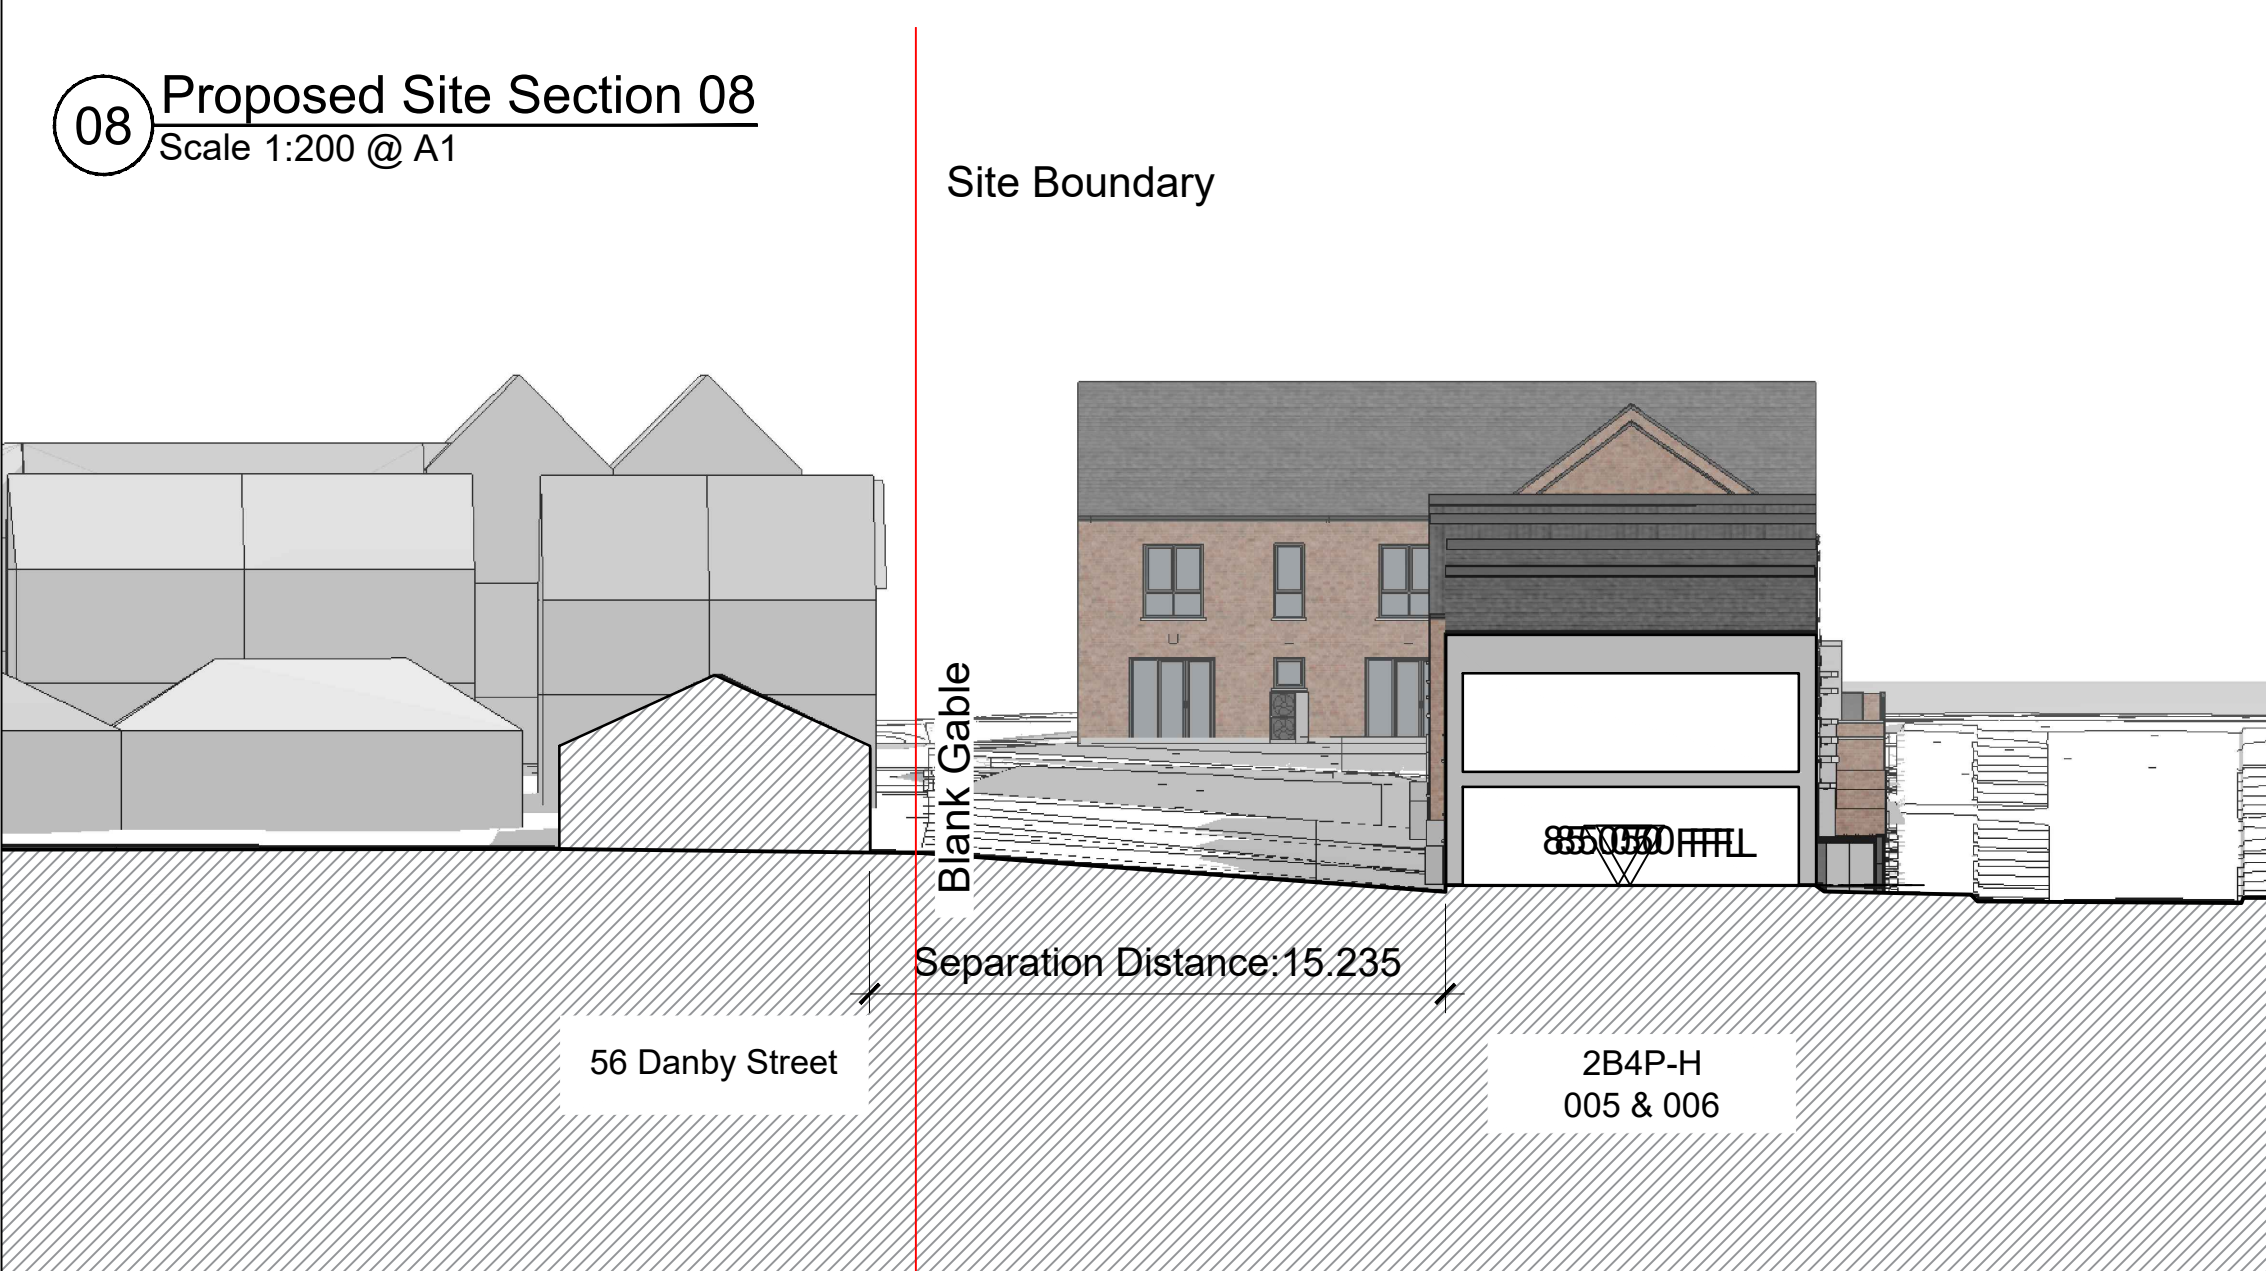 08
Proposed Site Section 08
Scale 1:200 @ A1
Site Boundary
Blank Gable
Separation Distance:15.235
56 Danby Street
2B4P-H
005 & 006